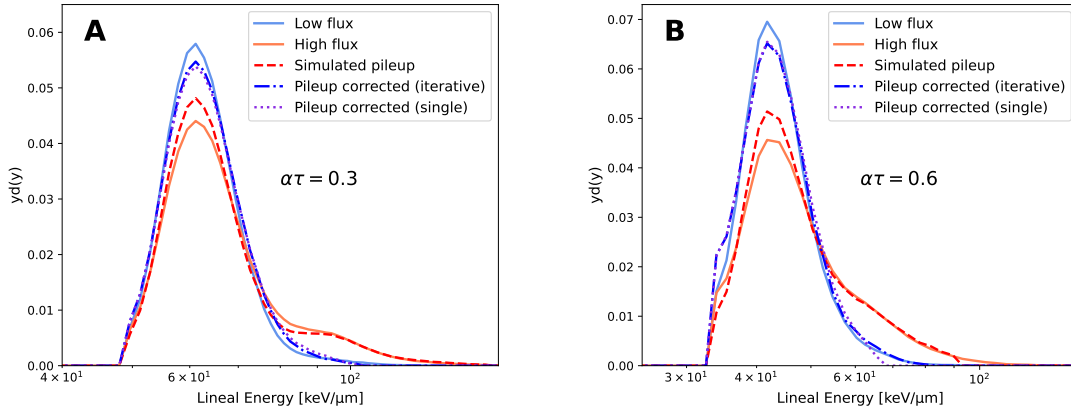 A
Low flux
High flux
Simulated pileup
Pileup corrected (iterative)
Pileup corrected (single)
ατ = 0.3
yd(y)
0.06
0.05
0.04
0.03
0.02
0.01
0.00
4 × 10¹
6 × 10¹
10²
Lineal Energy [keV/μm]
B
Low flux
High flux
Simulated pileup
Pileup corrected (iterative)
Pileup corrected (single)
ατ = 0.6
yd(y)
0.07
0.06
0.05
0.04
0.03
0.02
0.01
0.00
3 × 10¹
4 × 10¹
6 × 10¹
10²
Lineal Energy [keV/μm]